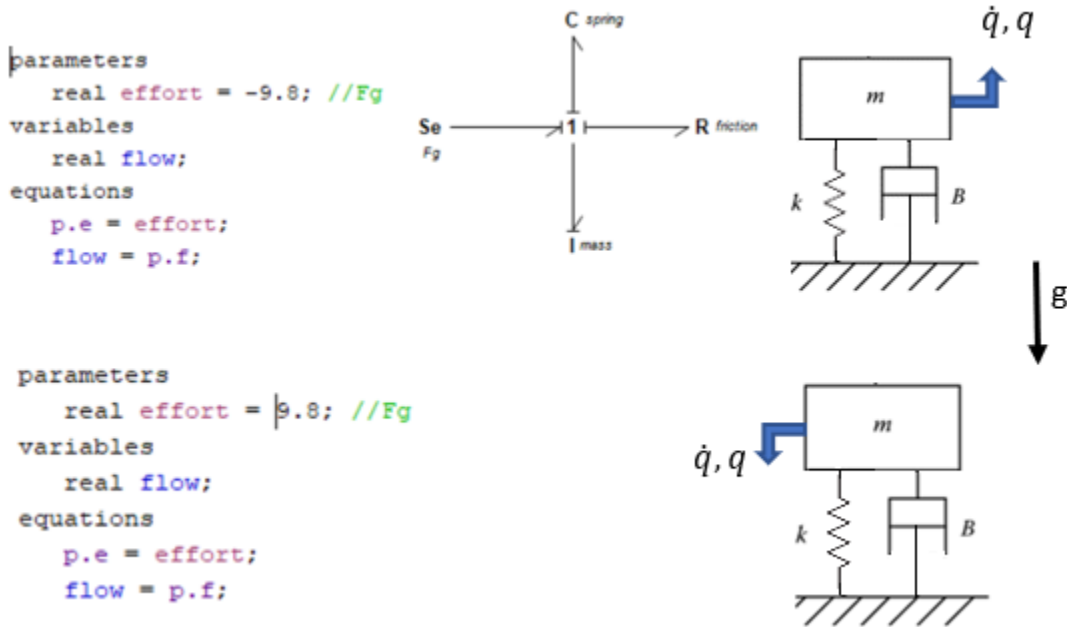 parameters
real effort = -9.8; //Fg
variables
real flow;
equations
p.e = effort;
flow = p.f;
C spring
Se 1 R friction
Fg
I mass
q̇, q
m
k
B
g
parameters
real effort = 9.8; //Fg
variables
real flow;
equations
p.e = effort;
flow = p.f;
q̇, q
m
k
B